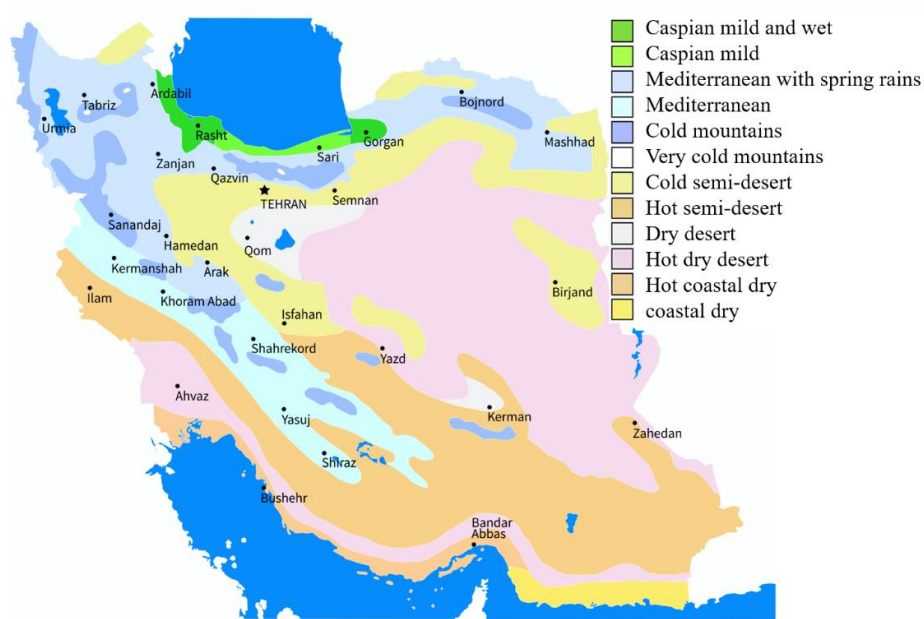 Caspian mild and wet
Caspian mild
Mediterranean with spring rains
Mediterranean
Cold mountains
Very cold mountains
Cold semi-desert
Hot semi-desert
Dry desert
Hot dry desert
Hot coastal dry
coastal dry
Ardabil
Tabriz
Urmia
Rasht
Bojnord
Gorgan
Mashhad
Sari
Zanjan
Qazvin
TEHRAN
Semnan
Sanandaj
Hamedan
Qom
Kermanshah
Arak
Ilam
Khoram Abad
Birjand
Isfahan
Shahrekord
Yazd
Ahvaz
Yasuj
Kerman
Zahedan
Shiraz
Bushehr
Bandar
Abbas